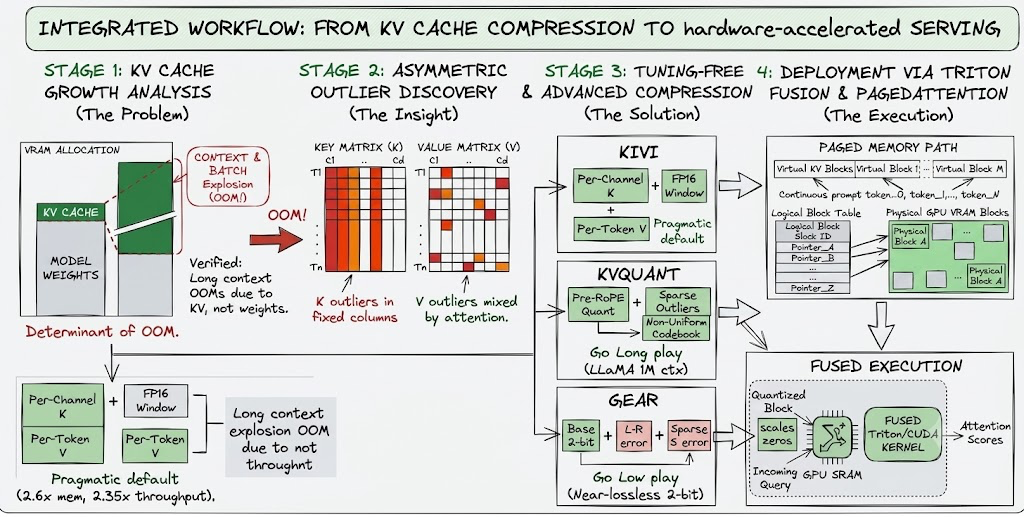 INTEGRATED WORKFLOW: FROM KV CACHE COMPRESSION TO hardware-accelerated SERVING
STAGE 1: KV CACHE
GROWTH ANALYSIS
(The Problem)
VRAM ALLOCATION
KV CACHE
MODEL
WEIGHTS
CONTEXT &
BATCH
Explosion
(OOM!)
Verified:
Long context
OOMs due to
KV, not weights.
Determinant of OOM.
OOM!
Per-Channel
K
+
FP16
Window
Per-Token
V
Per-Token
V
Pragmatic default
(2.6x mem, 2.35x throughput).
Long context
explosion OOM
due to not
throughnt
STAGE 2: ASYMMETRIC
OUTLIER DISCOVERY
(The Insight)
KEY MATRIX (K)
C1 .. Cd
T1
Tn
K outliers in
fixed columns
VALUE MATRIX (V)
C1 .. Cd
T1
Tn
V outliers mixed
by attention.
STAGE 3: TUNING-FREE
& ADVANCED COMPRESSION
(The Solution)
KIVI
Per-Channel
K
+
FP16
Window
+
Per-Token V
Pragmatic
default
KVQUANT
Pre-RoPE
Quant
+
Sparse
Outliers
Non-Uniform
Codebook
Go Long play
(LLaMA 1M ctx)
GEAR
Base
2-bit
+
L-R
error
+
Sparse
S error
Go Low play
(Near-lossless 2-bit)
4: DEPLOYMENT VIA TRITON
FUSION & PAGEDATTENTION
(The Execution)
PAGED MEMORY PATH
Virtual KV Blocks
Virtual Block 1
...
Virtual Block M
Continuous prompt token..0, token_1,..., token_N
Logical Block Table
Logical Block
Slock ID
Pointer_A
Pointer_B
...
...
Pointer_Z
Physical GPU VRAM Blocks
Physical
Block A
...
Physical
Block A
FUSED EXECUTION
Quantized
Block
scales
zeros
Incoming
Query
GPU SRAM
FUSED
Triton/CUDA
KERNEL
Attention
Scores